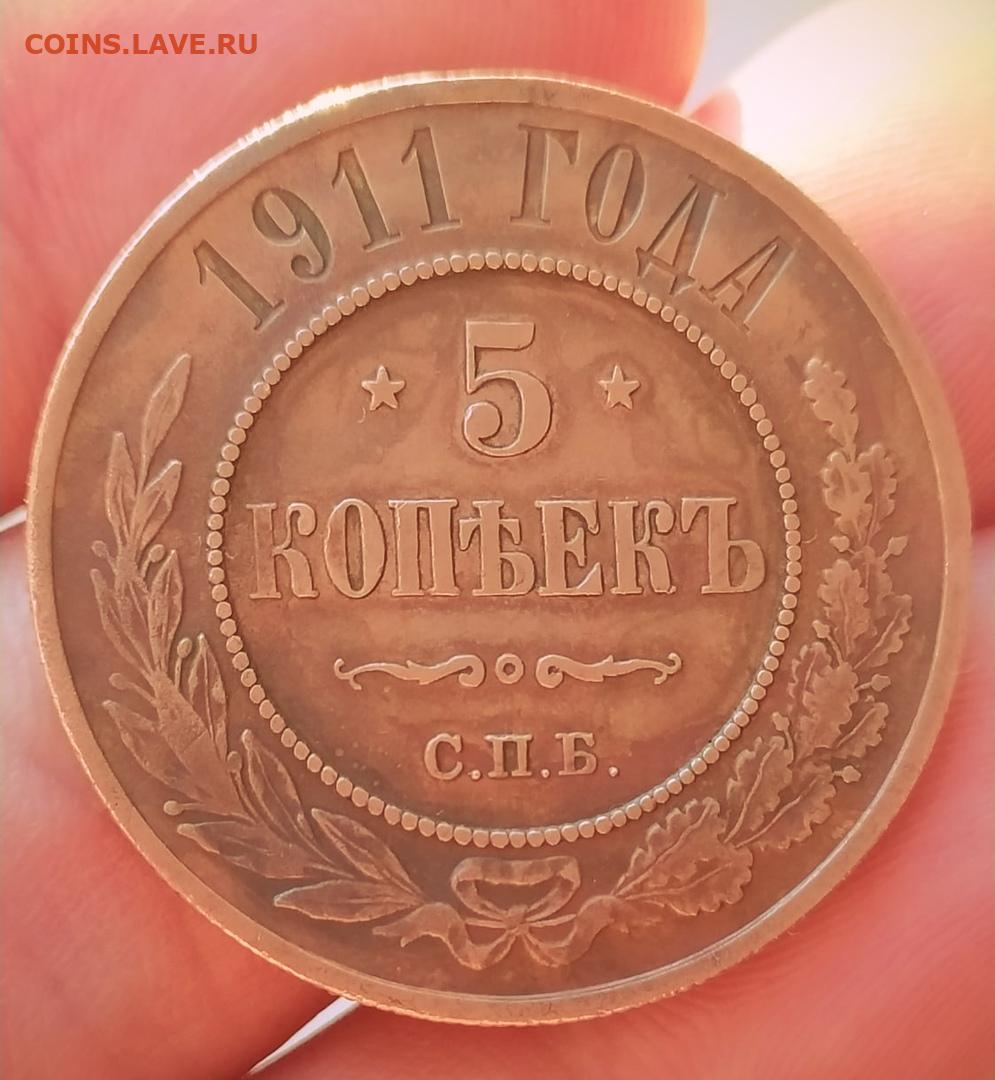 COINS.LAVE.RU
1911 ГОДА
5
КОПѢЕКЪ
С.П.Б.